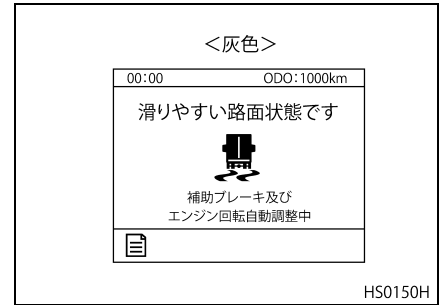 ＜灰色＞
00:00 ODO:1000km
滑りやすい路面状態です
補助ブレーキ及び
エンジン回転自動調整中
HS0150H